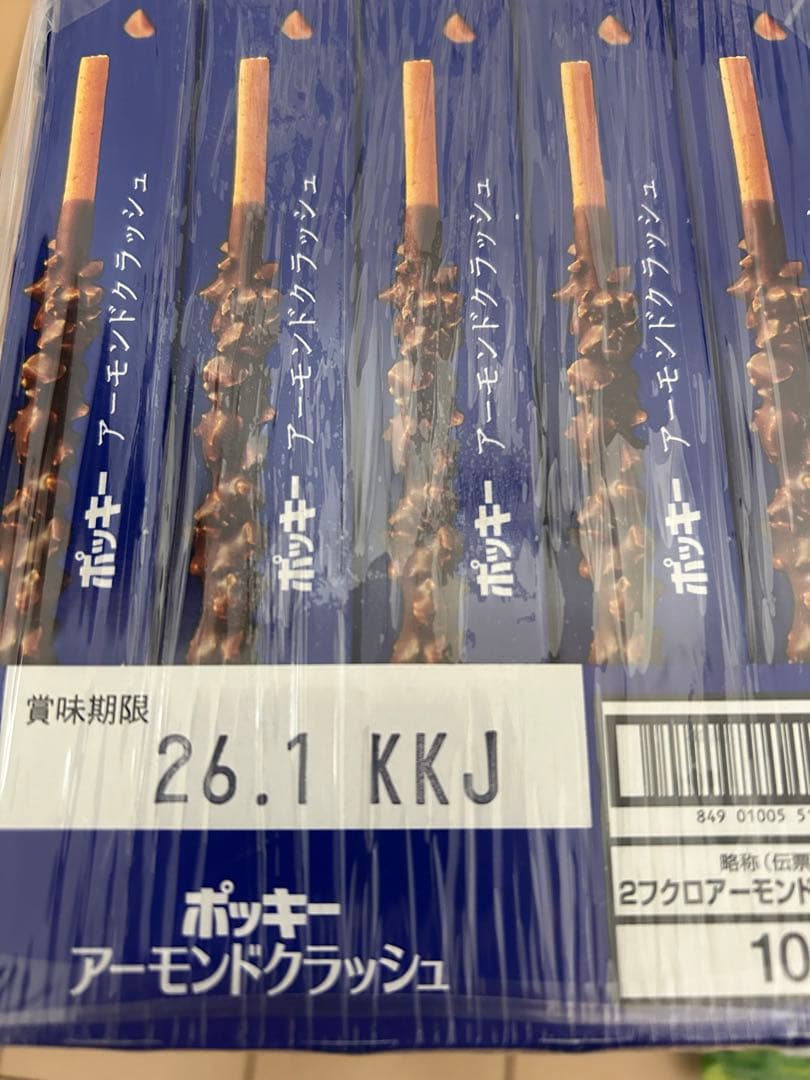 ポッキー アーモンドクラッシュ
ポッキー アーモンドクラッシュ
ポッキー アーモンドクラッシュ
ポッキー アーモンドクラッシュ
賞味期限
26.1 KKJ
ポッキー
アーモンドクラッシュ
849 01005 51
略称(伝票
2フクロアーモンド
10